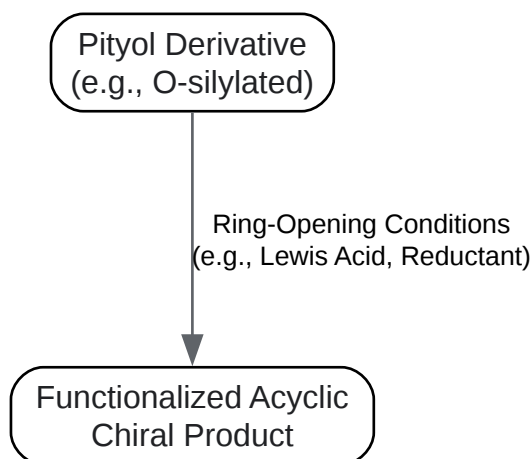 Pityol Derivative
(e.g., O-silylated)
Ring-Opening Conditions
(e.g., Lewis Acid, Reductant)
Functionalized Acyclic
Chiral Product